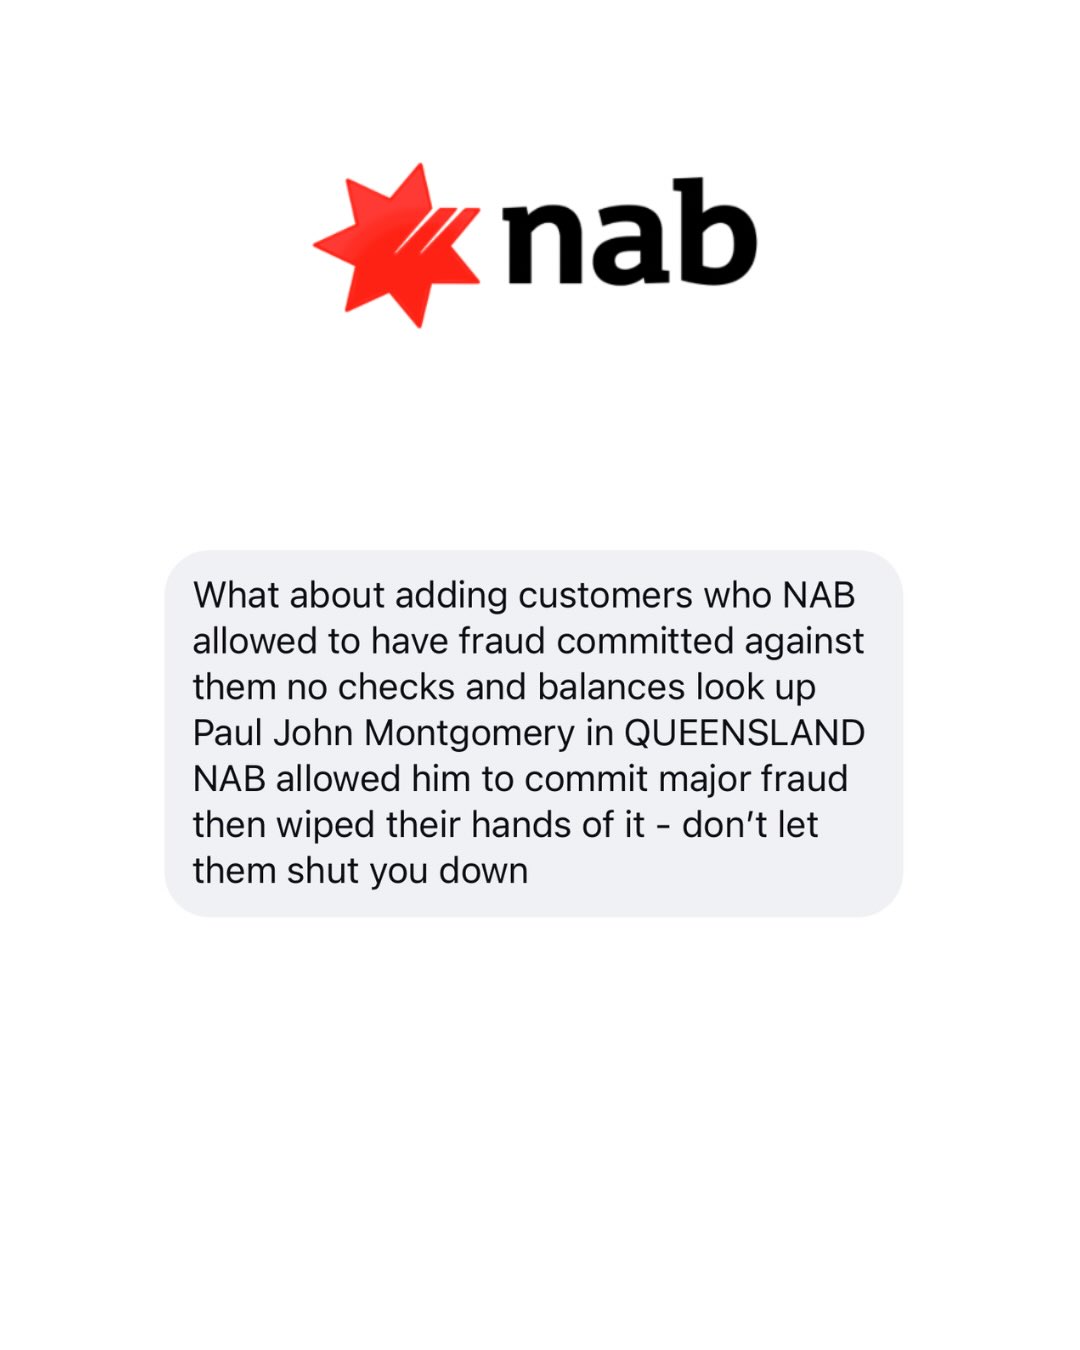 nab
What about adding customers who NAB
allowed to have fraud committed against
them no checks and balances look up
Paul John Montgomery in QUEENSLAND
NAB allowed him to commit major fraud
then wiped their hands of it - don’t let
them shut you down